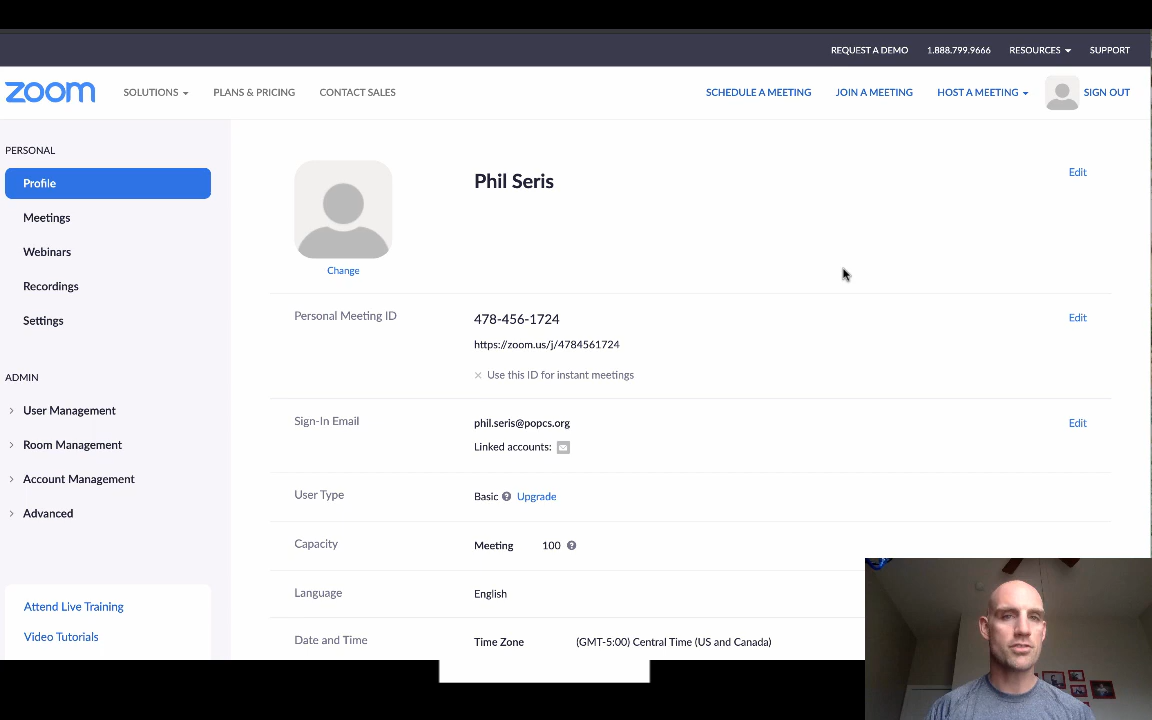 REQUEST A DEMO 1.888.799.9666 RESOURCES SUPPORT
zoom SOLUTIONS PLANS & PRICING CONTACT SALES SCHEDULE A MEETING JOIN A MEETING HOST A MEETING SIGN OUT
PERSONAL
Profile
Meetings
Webinars
Recordings
Settings
ADMIN
User Management
Room Management
Account Management
Advanced
Attend Live Training
Video Tutorials
Phil Seris Edit
Change
Personal Meeting ID 478-456-1724 Edit
https://zoom.us/j/4784561724
× Use this ID for instant meetings
Sign-In Email phil.seris@popcs.org Edit
Linked accounts:
User Type Basic ? Upgrade
Capacity Meeting 100 ?
Language English
Date and Time Time Zone (GMT-5:00) Central Time (US and Canada)